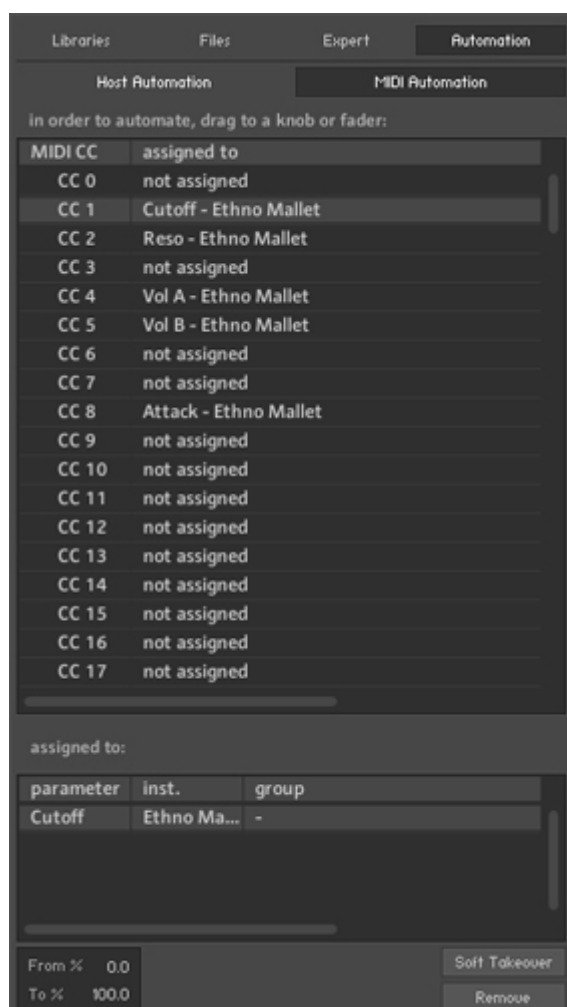 Libraries Files Expert Automation
Host Automation MIDI Automation
in order to automate, drag to a knob or fader:
MIDI CC assigned to
CC 0 not assigned
CC 1 Cutoff - Ethno Mallet
CC 2 Reso - Ethno Mallet
CC 3 not assigned
CC 4 Vol A - Ethno Mallet
CC 5 Vol B - Ethno Mallet
CC 6 not assigned
CC 7 not assigned
CC 8 Attack - Ethno Mallet
CC 9 not assigned
CC 10 not assigned
CC 11 not assigned
CC 12 not assigned
CC 13 not assigned
CC 14 not assigned
CC 15 not assigned
CC 16 not assigned
CC 17 not assigned
assigned to:
parameter inst. group
Cutoff Ethno Ma... -
From % 0.0 Soft Takeover
To % 100.0 Remove